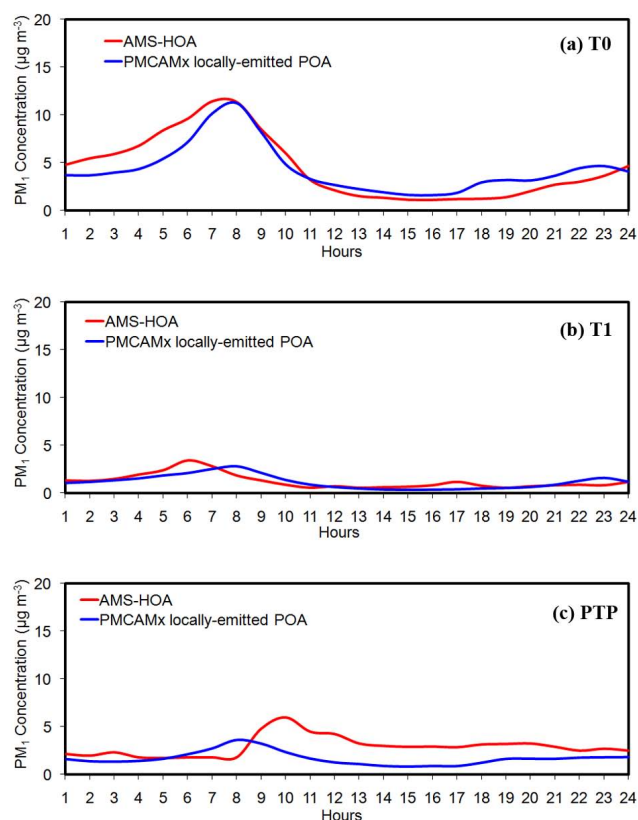 20
15
10
5
0
PM₁ Concentration (µg m⁻³)
AMS-HOA
PMCAMx locally-emitted POA
(a) T0
1 2 3 4 5 6 7 8 9 10 11 12 13 14 15 16 17 18 19 20 21 22 23 24
Hours
20
15
10
5
0
PM₁ Concentration (µg m⁻³)
AMS-HOA
PMCAMx locally-emitted POA
(b) T1
1 2 3 4 5 6 7 8 9 10 11 12 13 14 15 16 17 18 19 20 21 22 23 24
Hours
20
15
10
5
0
PM₁ Concentration (µg m⁻³)
AMS-HOA
PMCAMx locally-emitted POA
(c) PTP
1 2 3 4 5 6 7 8 9 10 11 12 13 14 15 16 17 18 19 20 21 22 23 24
Hours